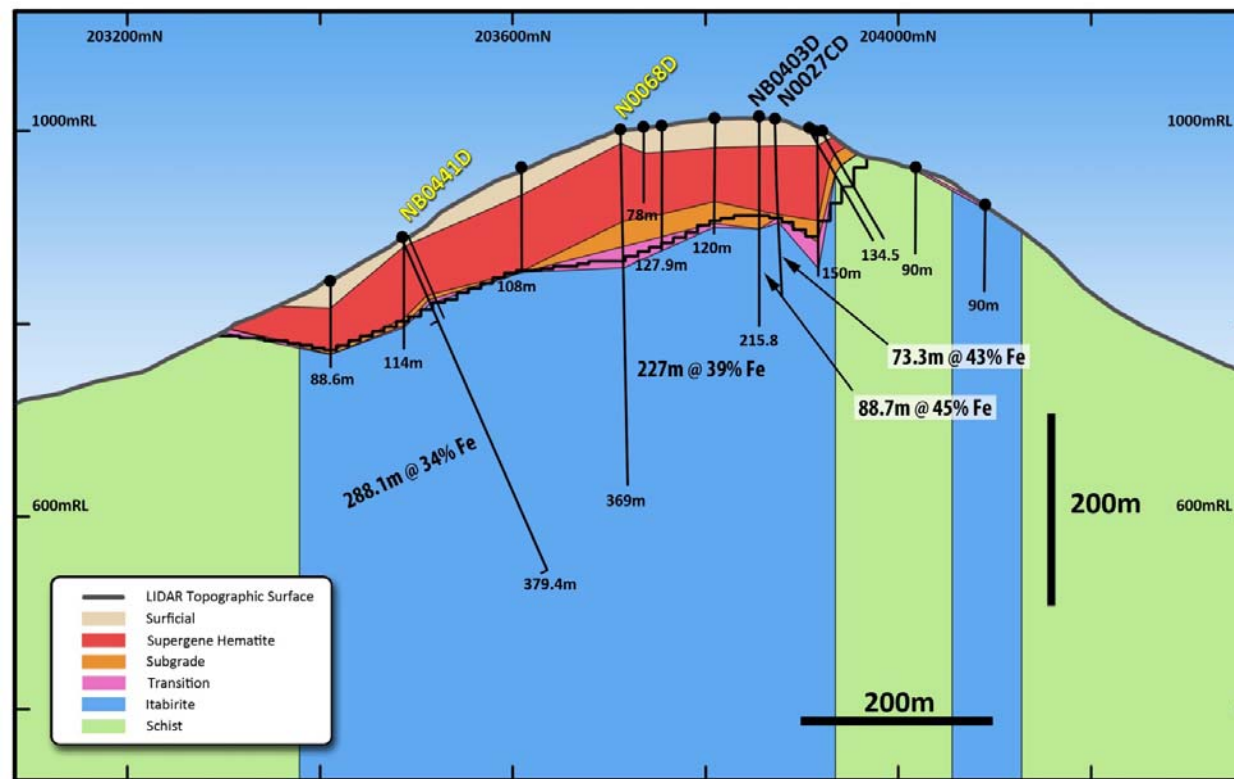 203200mN
203600mN
204000mN
1000mRL
1000mRL
N0068D
NB0403D
N0027CD
NB0441D
78m
134.5
127.9m
120m
108m
150m
90m
90m
215.8
88.6m
114m
227m @ 39% Fe
73.3m @ 43% Fe
88.7m @ 45% Fe
288.1m @ 34% Fe
369m
379.4m
600mRL
600mRL
200m
200m
LIDAR Topographic Surface
Surficial
Supergene Hematite
Subgrade
Transition
Itabirite
Schist